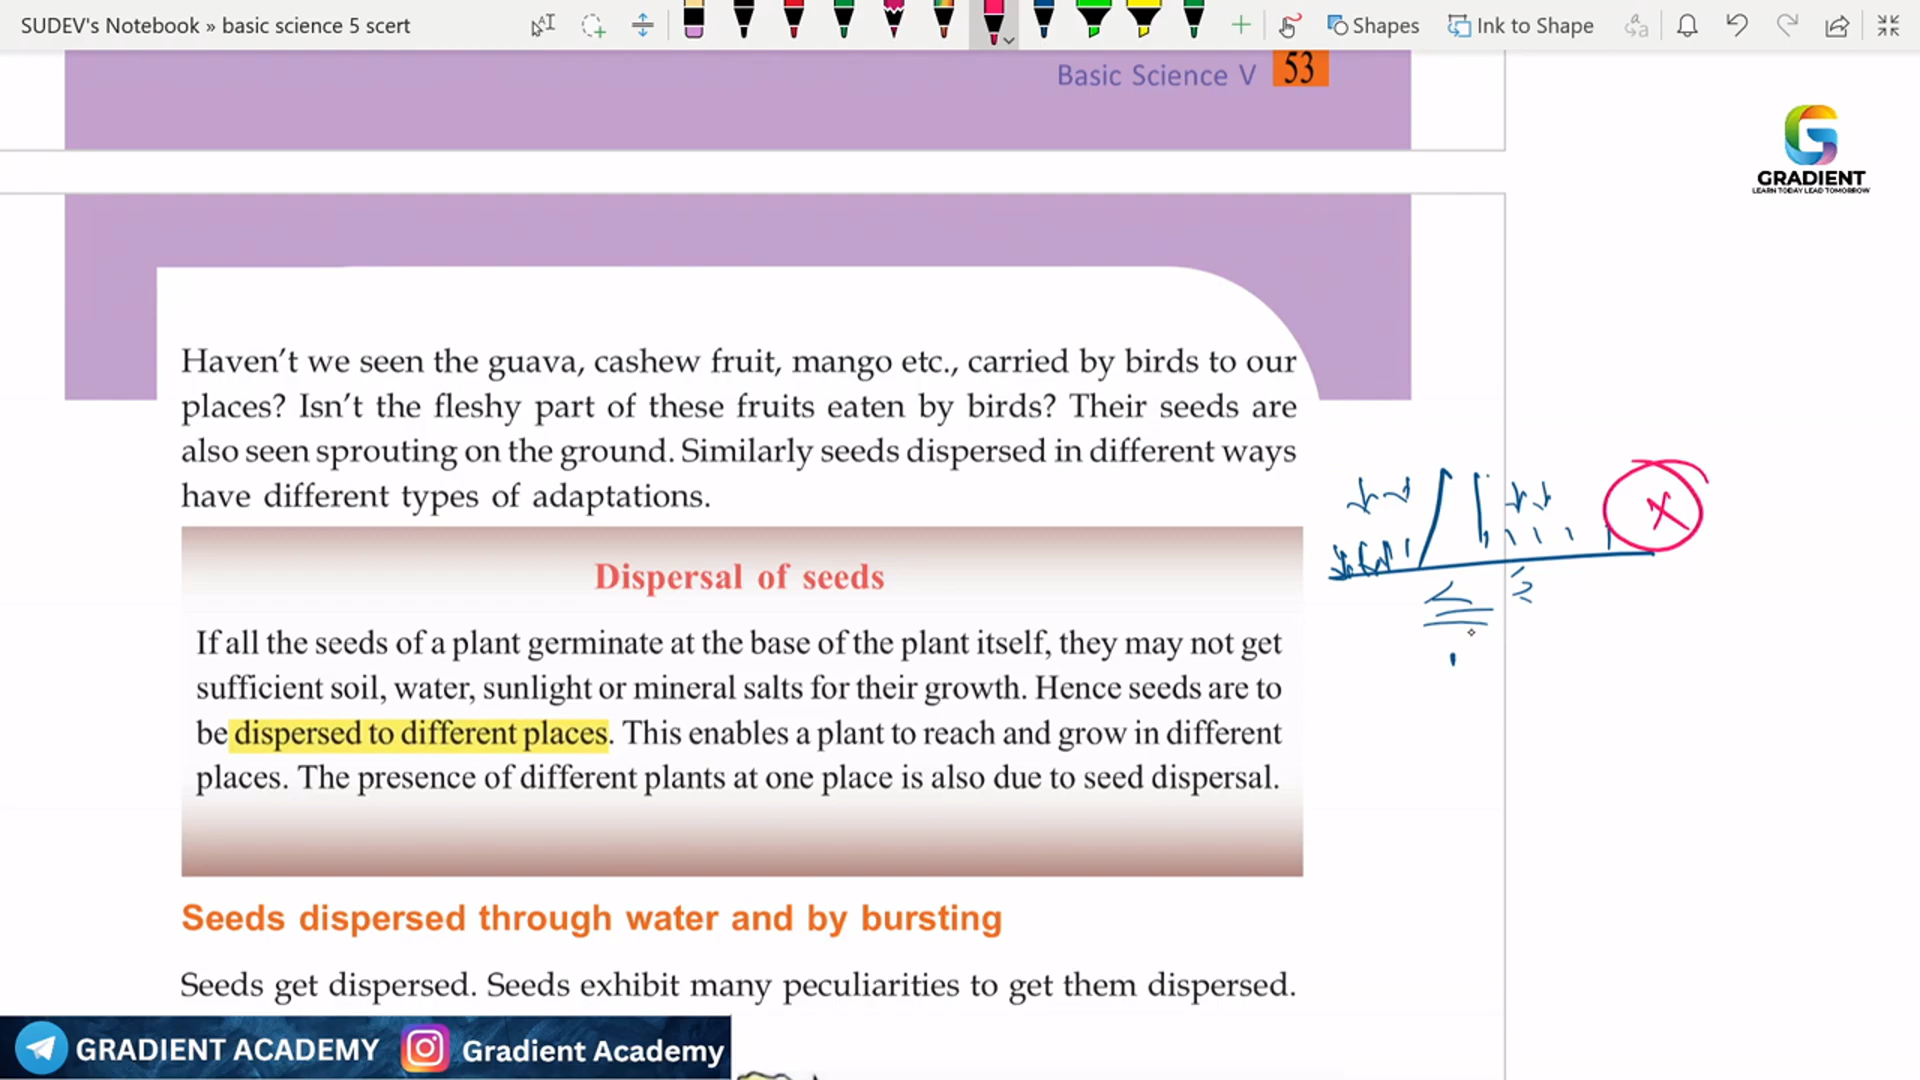 SUDEV's Notebook » basic science 5 scert
Shapes
Ink to Shape
Basic Science V 53
GRADIENT
LEARN TODAY LEAD TOMORROW
Haven't we seen the guava, cashew fruit, mango etc., carried by birds to our
places? Isn't the fleshy part of these fruits eaten by birds? Their seeds are
also seen sprouting on the ground. Similarly seeds dispersed in different ways
have different types of adaptations.
Dispersal of seeds
If all the seeds of a plant germinate at the base of the plant itself, they may not get
sufficient soil, water, sunlight or mineral salts for their growth. Hence seeds are to
be dispersed to different places. This enables a plant to reach and grow in different
places. The presence of different plants at one place is also due to seed dispersal.
Seeds dispersed through water and by bursting
Seeds get dispersed. Seeds exhibit many peculiarities to get them dispersed.
GRADIENT ACADEMY
Gradient Academy